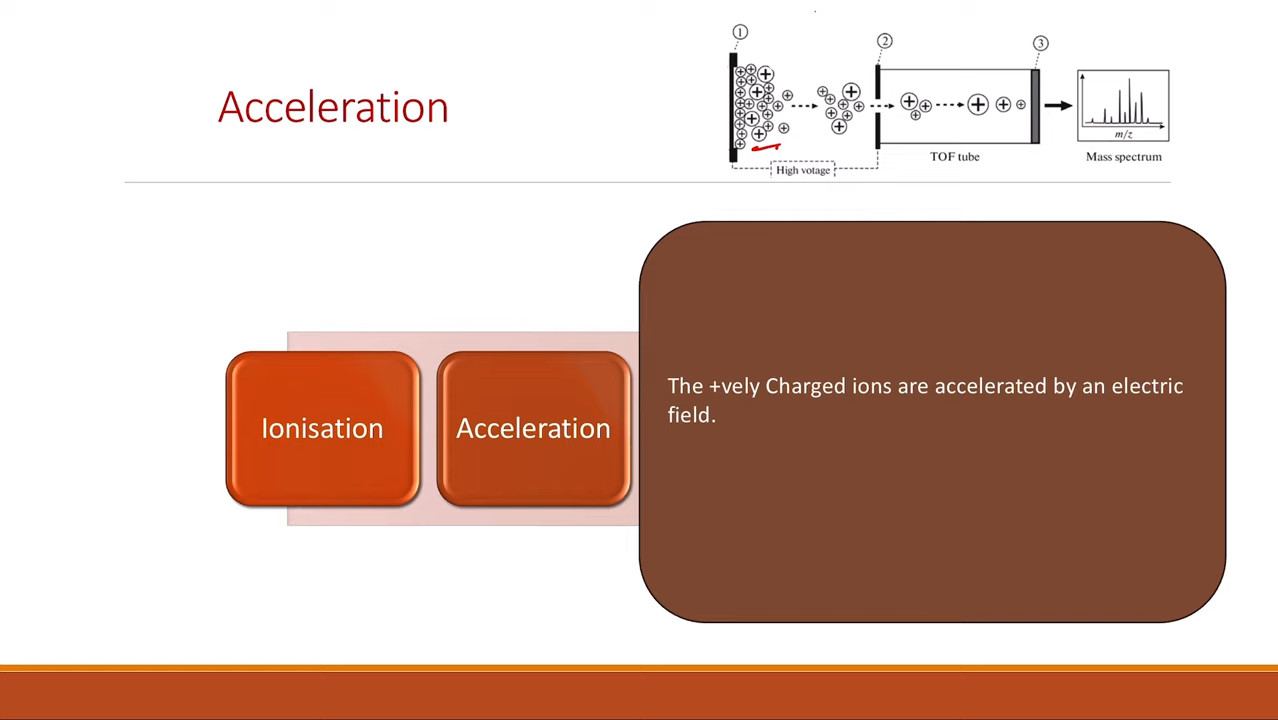 Acceleration
1
2
3
High votage
TOF tube
m/z
Mass spectrum
Ionisation
Acceleration
The +vely Charged ions are accelerated by an electric
field.